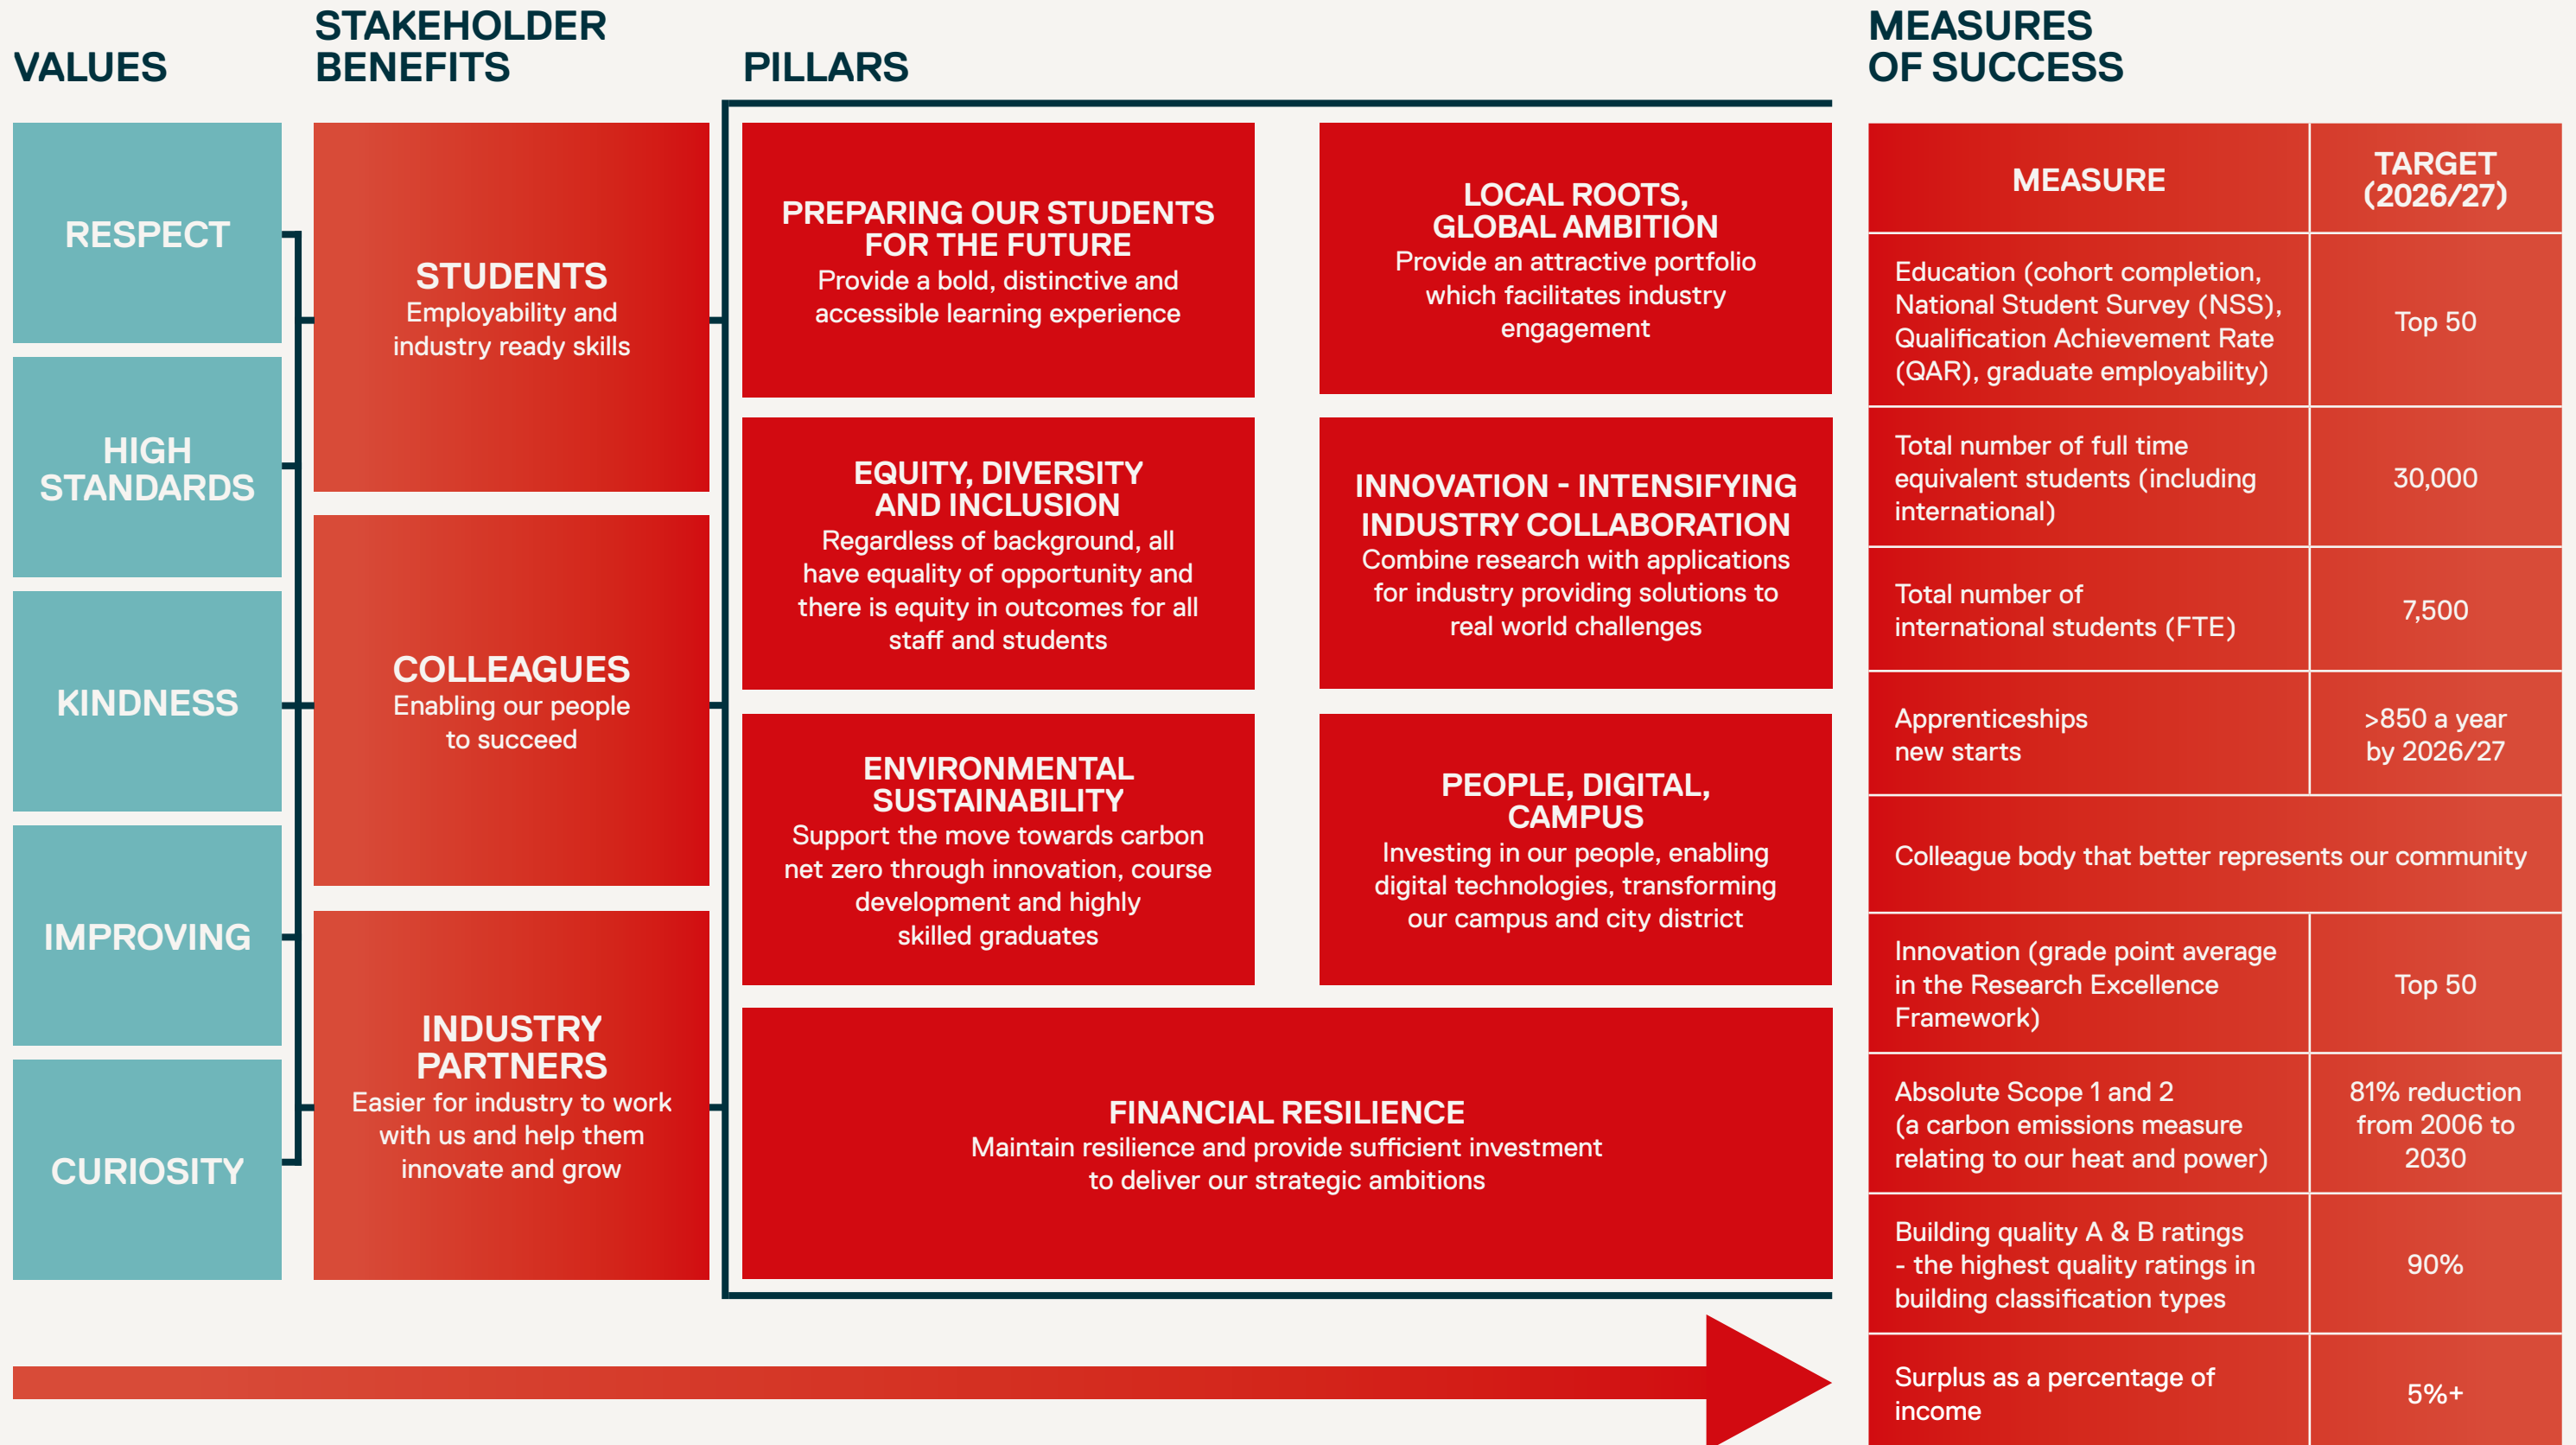 VALUES
RESPECT
HIGH
STANDARDS
KINDNESS
IMPROVING
CURIOSITY
STAKEHOLDER
BENEFITS
STUDENTS
Employability and
industry ready skills
COLLEAGUES
Enabling our people
to succeed
INDUSTRY
PARTNERS
Easier for industry to work
with us and help them
innovate and grow
PILLARS
PREPARING OUR STUDENTS
FOR THE FUTURE
Provide a bold, distinctive and
accessible learning experience
LOCAL ROOTS,
GLOBAL AMBITION
Provide an attractive portfolio
which facilitates industry
engagement
EQUITY, DIVERSITY
AND INCLUSION
Regardless of background, all
have equality of opportunity and
there is equity in outcomes for all
staff and students
INNOVATION - INTENSIFYING
INDUSTRY COLLABORATION
Combine research with applications
for industry providing solutions to
real world challenges
ENVIRONMENTAL
SUSTAINABILITY
Support the move towards carbon
net zero through innovation, course
development and highly
skilled graduates
PEOPLE, DIGITAL,
CAMPUS
Investing in our people, enabling
digital technologies, transforming
our campus and city district
FINANCIAL RESILIENCE
Maintain resilience and provide sufficient investment
to deliver our strategic ambitions
MEASURES
OF SUCCESS
MEASURE
TARGET
(2026/27)
Education (cohort completion,
National Student Survey (NSS),
Qualification Achievement Rate
(QAR), graduate employability)
Top 50
Total number of full time
equivalent students (including
international)
30,000
Total number of
international students (FTE)
7,500
Apprenticeships
new starts
>850 a year
by 2026/27
Colleague body that better represents our community
Innovation (grade point average
in the Research Excellence
Framework)
Top 50
Absolute Scope 1 and 2
(a carbon emissions measure
relating to our heat and power)
81% reduction
from 2006 to
2030
Building quality A & B ratings
- the highest quality ratings in
building classification types
90%
Surplus as a percentage of
income
5%+